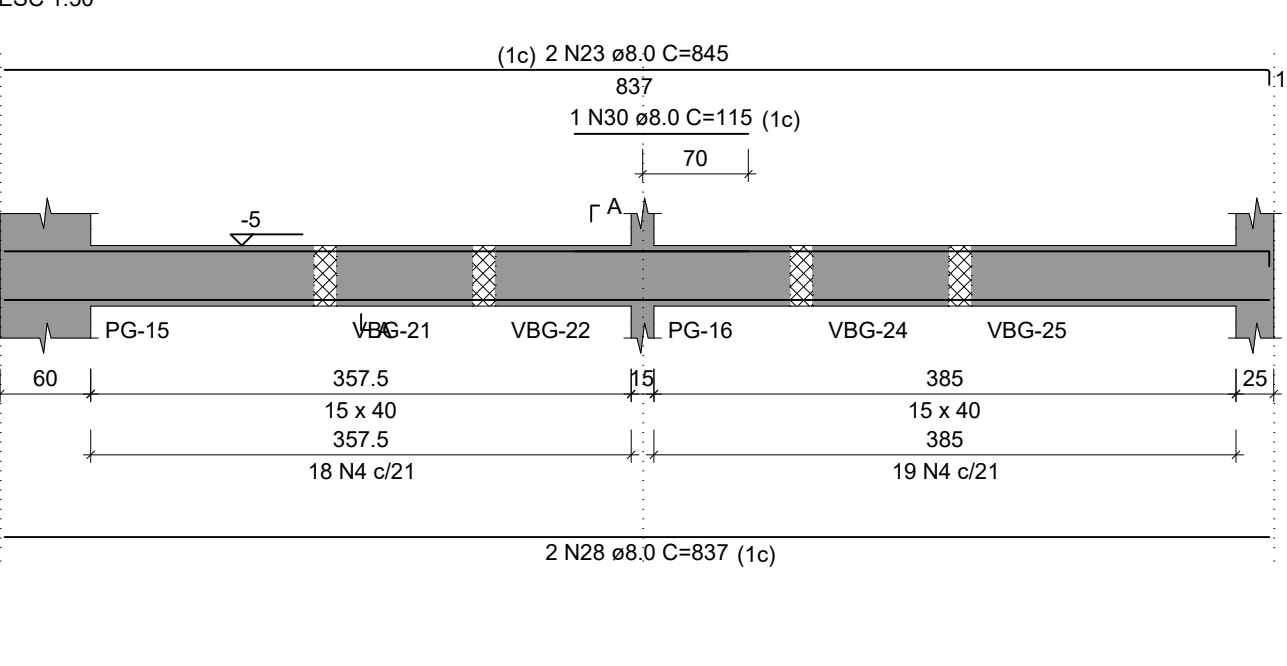 ESC 1:50
(1c) 2 N23 ø8.0 C=845
837
1
1 N30 ø8.0 C=115 (1c)
70
A
-5
PG-15 VBG-21 VBG-22 PG-16 VBG-24 VBG-25
A
60 357.5 15 385 25
15 x 40 15 x 40
357.5 385
18 N4 c/21 19 N4 c/21
2 N28 ø8.0 C=837 (1c)